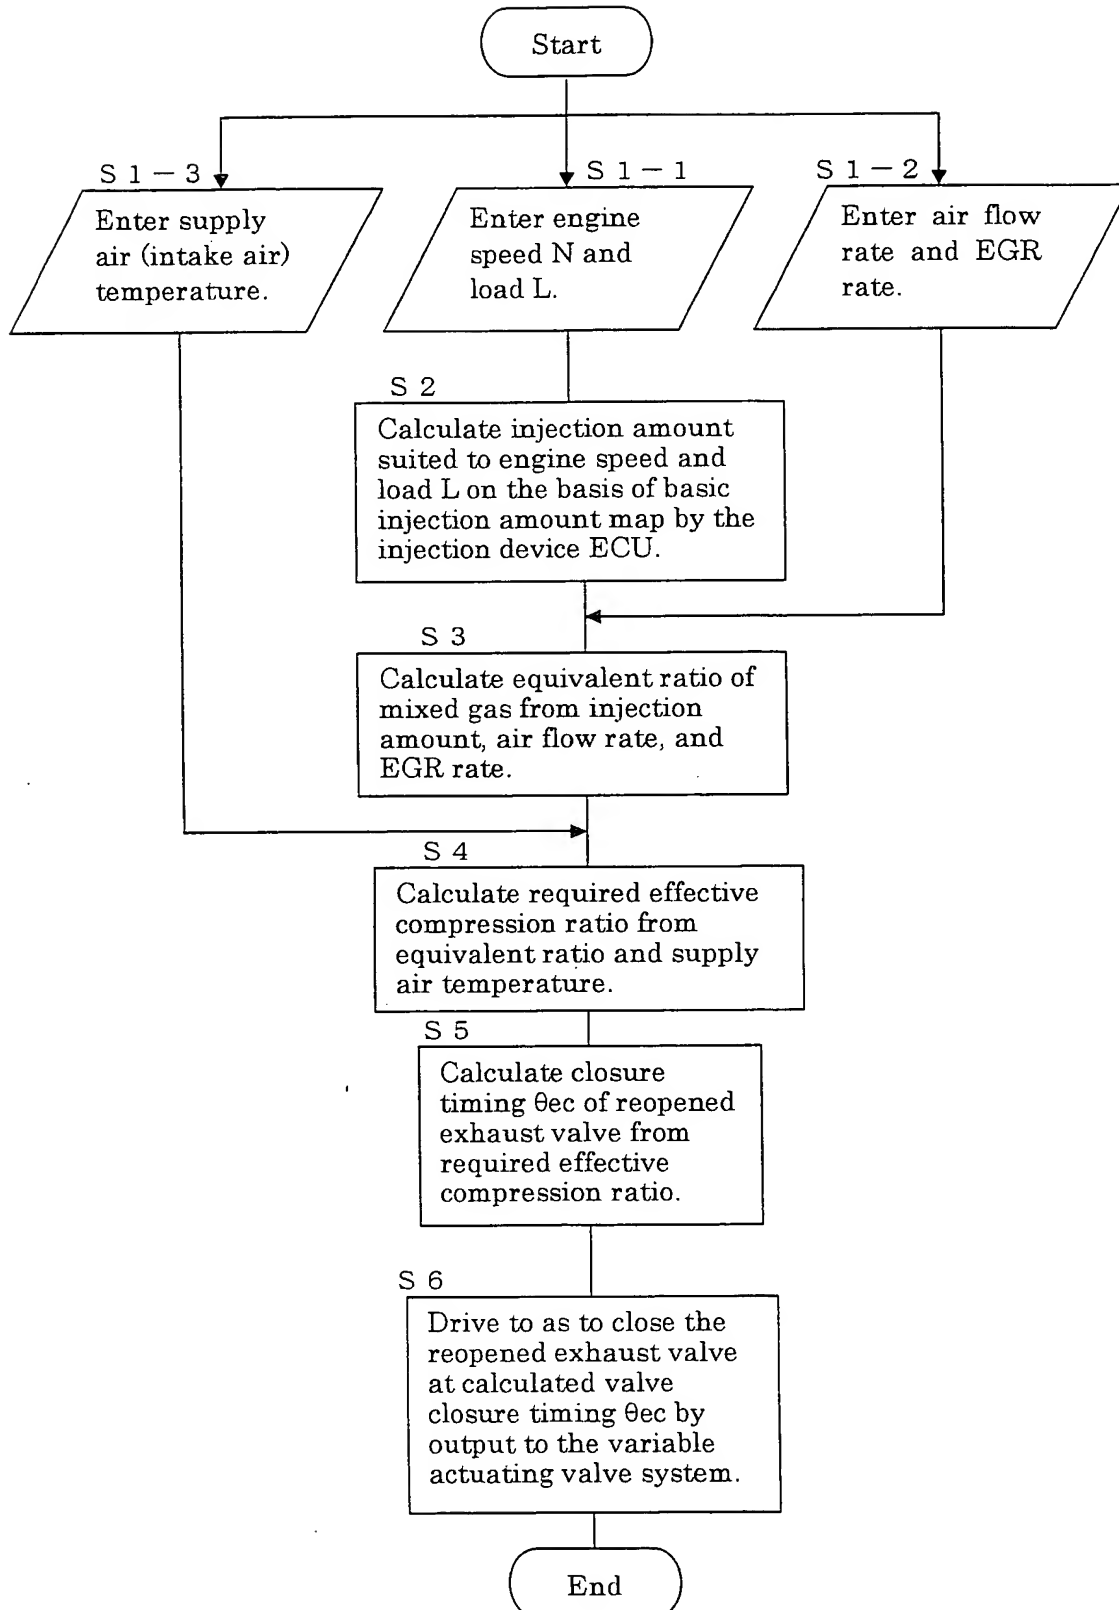 Start
S 1 - 3
Enter supply
air (intake air)
temperature.
S 1 - 1
Enter engine
speed N and
load L.
S 1 - 2
Enter air flow
rate and EGR
rate.
S 2
Calculate injection amount
suited to engine speed and
load L on the basis of basic
injection amount map by the
injection device ECU.
S 3
Calculate equivalent ratio of
mixed gas from injection
amount, air flow rate, and
EGR rate.
S 4
Calculate required effective
compression ratio from
equivalent ratio and supply
air temperature.
S 5
Calculate closure
timing θec of reopened
exhaust valve from
required effective
compression ratio.
S 6
Drive to as to close the
reopened exhaust valve
at calculated valve
closure timing θec by
output to the variable
actuating valve system.
End